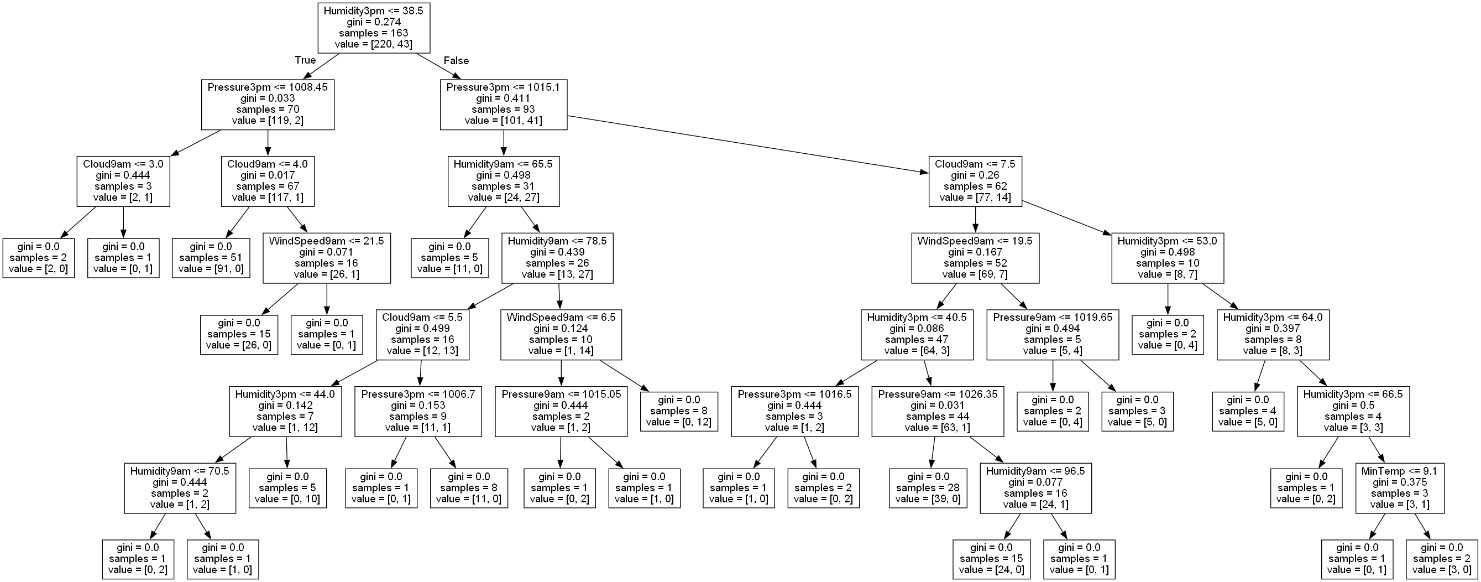 Humidity3pm <= 38.5
gini = 0.274
samples = 163
value = [220, 43]
True
False
Pressure3pm <= 1008.45
gini = 0.033
samples = 70
value = [119, 2]
Pressure3pm <= 1015.1
gini = 0.411
samples = 93
value = [101, 41]
Cloud9am <= 3.0
gini = 0.444
samples = 3
value = [2, 1]
Cloud9am <= 4.0
gini = 0.017
samples = 67
value = [117, 1]
Humidity9am <= 65.5
gini = 0.498
samples = 31
value = [24, 27]
Cloud9am <= 7.5
gini = 0.26
samples = 62
value = [77, 14]
gini = 0.0
samples = 2
value = [2, 0]
gini = 0.0
samples = 1
value = [0, 1]
gini = 0.0
samples = 51
value = [91, 0]
WindSpeed9am <= 21.5
gini = 0.071
samples = 16
value = [26, 1]
gini = 0.0
samples = 5
value = [11, 0]
Humidity9am <= 78.5
gini = 0.439
samples = 26
value = [13, 27]
WindSpeed9am <= 19.5
gini = 0.167
samples = 52
value = [69, 7]
Humidity3pm <= 53.0
gini = 0.498
samples = 10
value = [8, 7]
gini = 0.0
samples = 15
value = [26, 0]
gini = 0.0
samples = 1
value = [0, 1]
Cloud9am <= 5.5
gini = 0.499
samples = 16
value = [12, 13]
WindSpeed9am <= 6.5
gini = 0.124
samples = 10
value = [1, 14]
Humidity3pm <= 40.5
gini = 0.086
samples = 47
value = [64, 3]
Pressure9am <= 1019.65
gini = 0.494
samples = 5
value = [5, 4]
gini = 0.0
samples = 2
value = [0, 4]
Humidity3pm <= 64.0
gini = 0.397
samples = 8
value = [8, 3]
Humidity3pm <= 44.0
gini = 0.142
samples = 7
value = [1, 12]
Pressure3pm <= 1006.7
gini = 0.153
samples = 9
value = [11, 1]
Pressure9am <= 1015.05
gini = 0.444
samples = 2
value = [1, 2]
gini = 0.0
samples = 8
value = [0, 12]
Pressure3pm <= 1016.5
gini = 0.444
samples = 3
value = [1, 2]
Pressure9am <= 1026.35
gini = 0.031
samples = 44
value = [63, 1]
gini = 0.0
samples = 2
value = [0, 4]
gini = 0.0
samples = 3
value = [5, 0]
gini = 0.0
samples = 4
value = [5, 0]
Humidity3pm <= 66.5
gini = 0.5
samples = 4
value = [3, 3]
Humidity9am <= 70.5
gini = 0.444
samples = 2
value = [1, 2]
gini = 0.0
samples = 5
value = [0, 10]
gini = 0.0
samples = 1
value = [0, 1]
gini = 0.0
samples = 8
value = [11, 0]
gini = 0.0
samples = 1
value = [0, 2]
gini = 0.0
samples = 1
value = [1, 0]
gini = 0.0
samples = 1
value = [1, 0]
gini = 0.0
samples = 2
value = [0, 2]
gini = 0.0
samples = 28
value = [39, 0]
Humidity9am <= 96.5
gini = 0.077
samples = 16
value = [24, 1]
gini = 0.0
samples = 1
value = [0, 2]
MinTemp <= 9.1
gini = 0.375
samples = 3
value = [3, 1]
gini = 0.0
samples = 1
value = [0, 2]
gini = 0.0
samples = 1
value = [1, 0]
gini = 0.0
samples = 15
value = [24, 0]
gini = 0.0
samples = 1
value = [0, 1]
gini = 0.0
samples = 1
value = [0, 1]
gini = 0.0
samples = 2
value = [3, 0]